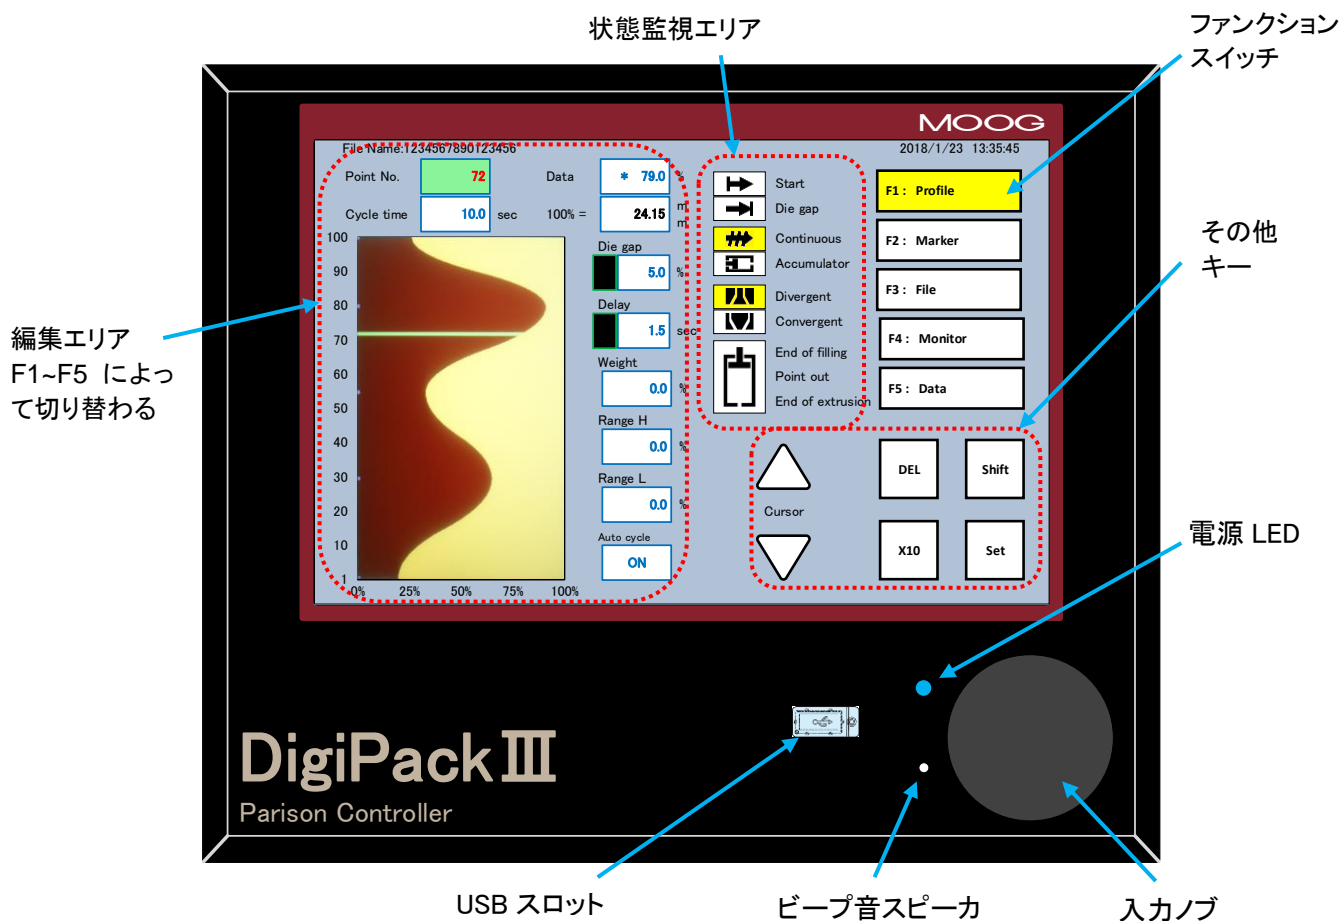 状態監視エリア
ファンクション
スイッチ
MOOG
File Name:1234567890123456
2018/1/23 13:35:45
Point No.
72
Data
* 79.0
%
Cycle time
10.0
sec
100% =
24.15
m
m
100
90
80
70
60
50
40
30
20
10
1
0%
25%
50%
75%
100%
Die gap
5.0
%
Delay
1.5
sec
Weight
0.0
%
Range H
0.0
%
Range L
0.0
%
Auto cycle
ON
Start
Die gap
Continuous
Accumulator
Divergent
Convergent
End of filling
Point out
End of extrusion
F1 : Profile
F2 : Marker
F3 : File
F4 : Monitor
F5 : Data
Cursor
DEL
Shift
X10
Set
その他
キー
編集エリア
F1~F5 によっ
て切り替わる
電源 LED
DigiPackⅢ
Parison Controller
USB スロット
ビープ音スピーカ
入力ノブ